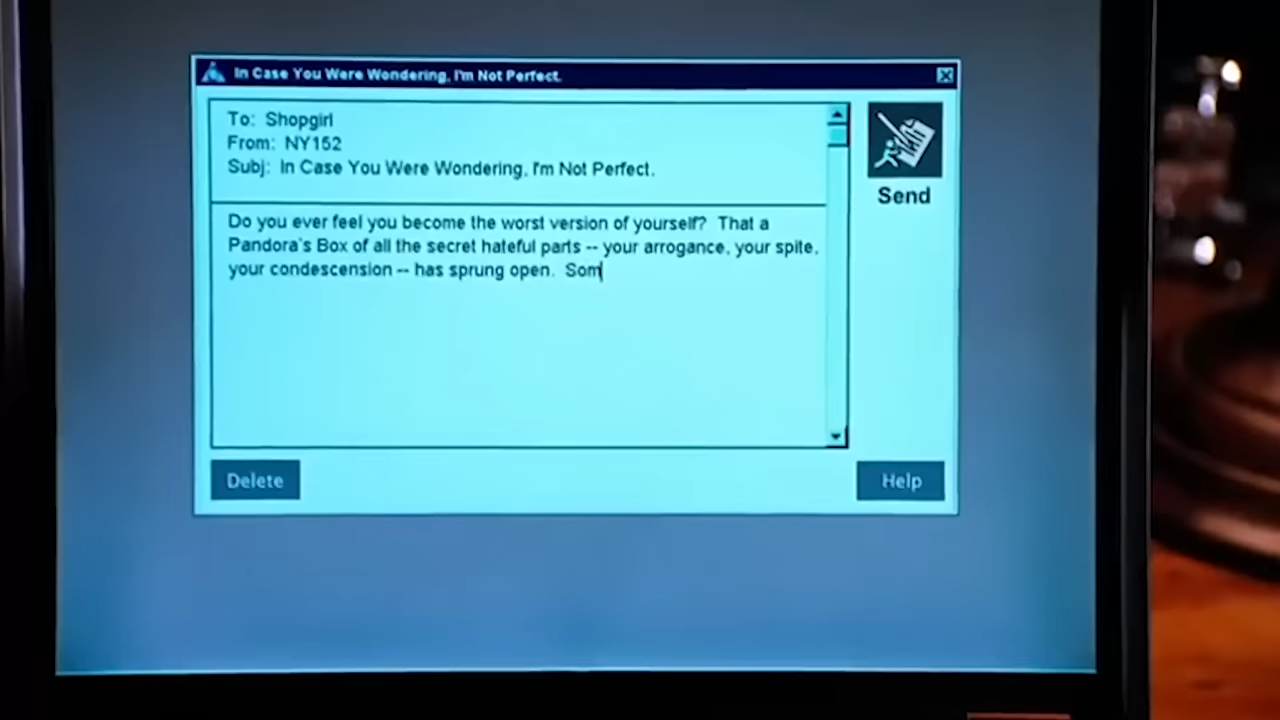 In Case You Were Wondering, I'm Not Perfect.
To: Shopgirl
From: NY152
Subj: In Case You Were Wondering, I'm Not Perfect.
Send
Do you ever feel you become the worst version of yourself? That a
Pandora's Box of all the secret hateful parts -- your arrogance, your spite,
your condescension -- has sprung open. Som
Delete
Help